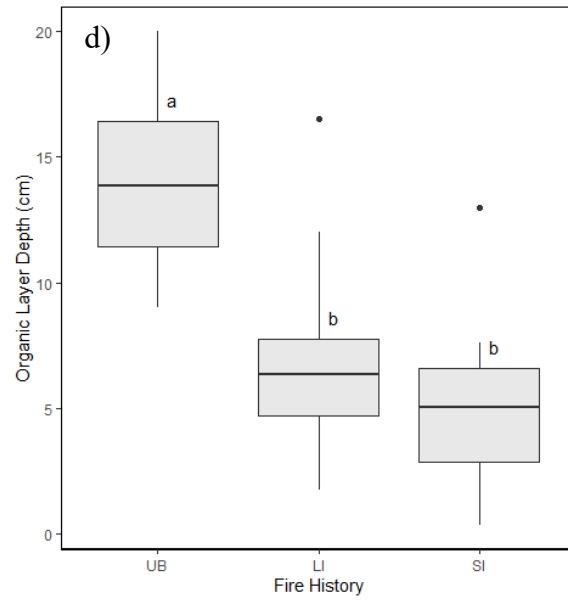 d)
20
15
10
5
0
Organic Layer Depth (cm)
a
b
b
UB LI SI
Fire History